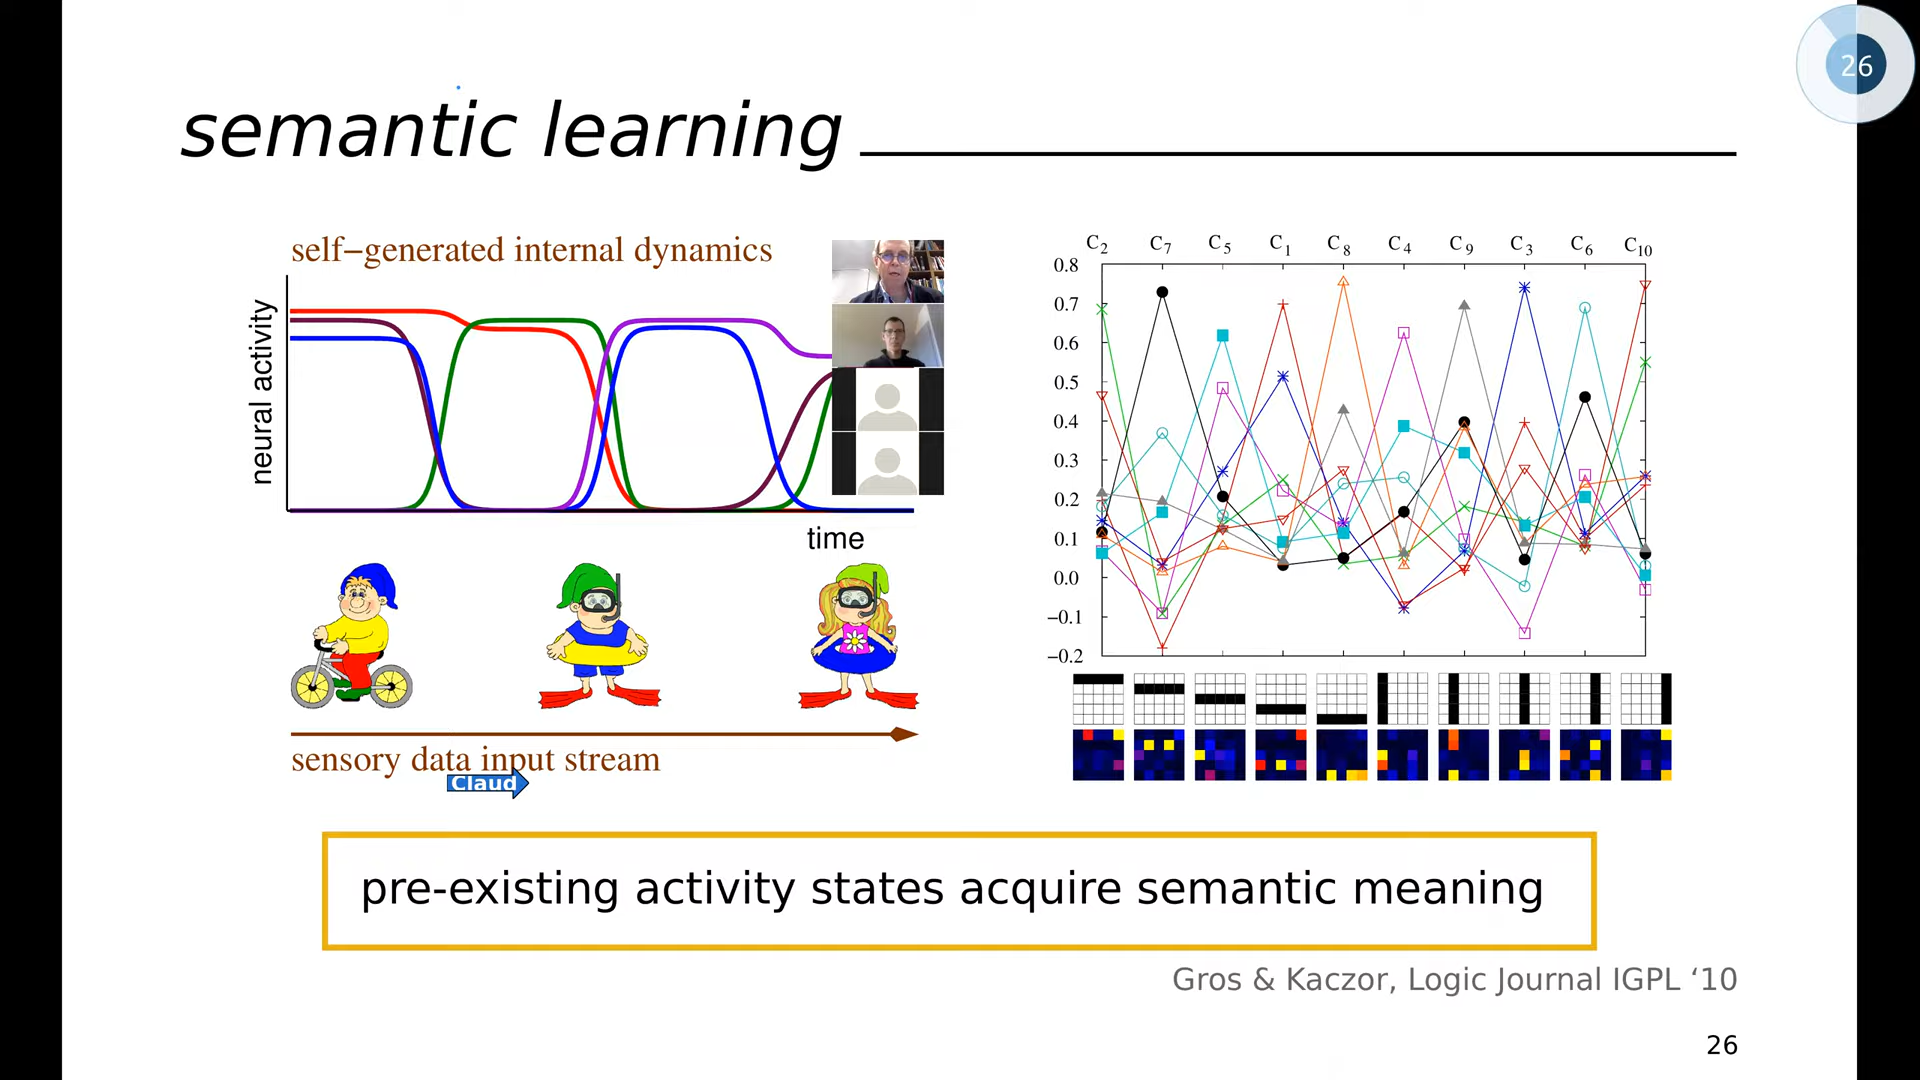 26
semantic learning
self−generated internal dynamics
neural activity
time
sensory data input stream
Claud
C2 C7 C5 C1 C8 C4 C9 C3 C6 C10
0.8
0.7
0.6
0.5
0.4
0.3
0.2
0.1
0.0
−0.1
−0.2
pre-existing activity states acquire semantic meaning
Gros & Kaczor, Logic Journal IGPL ‘10
26